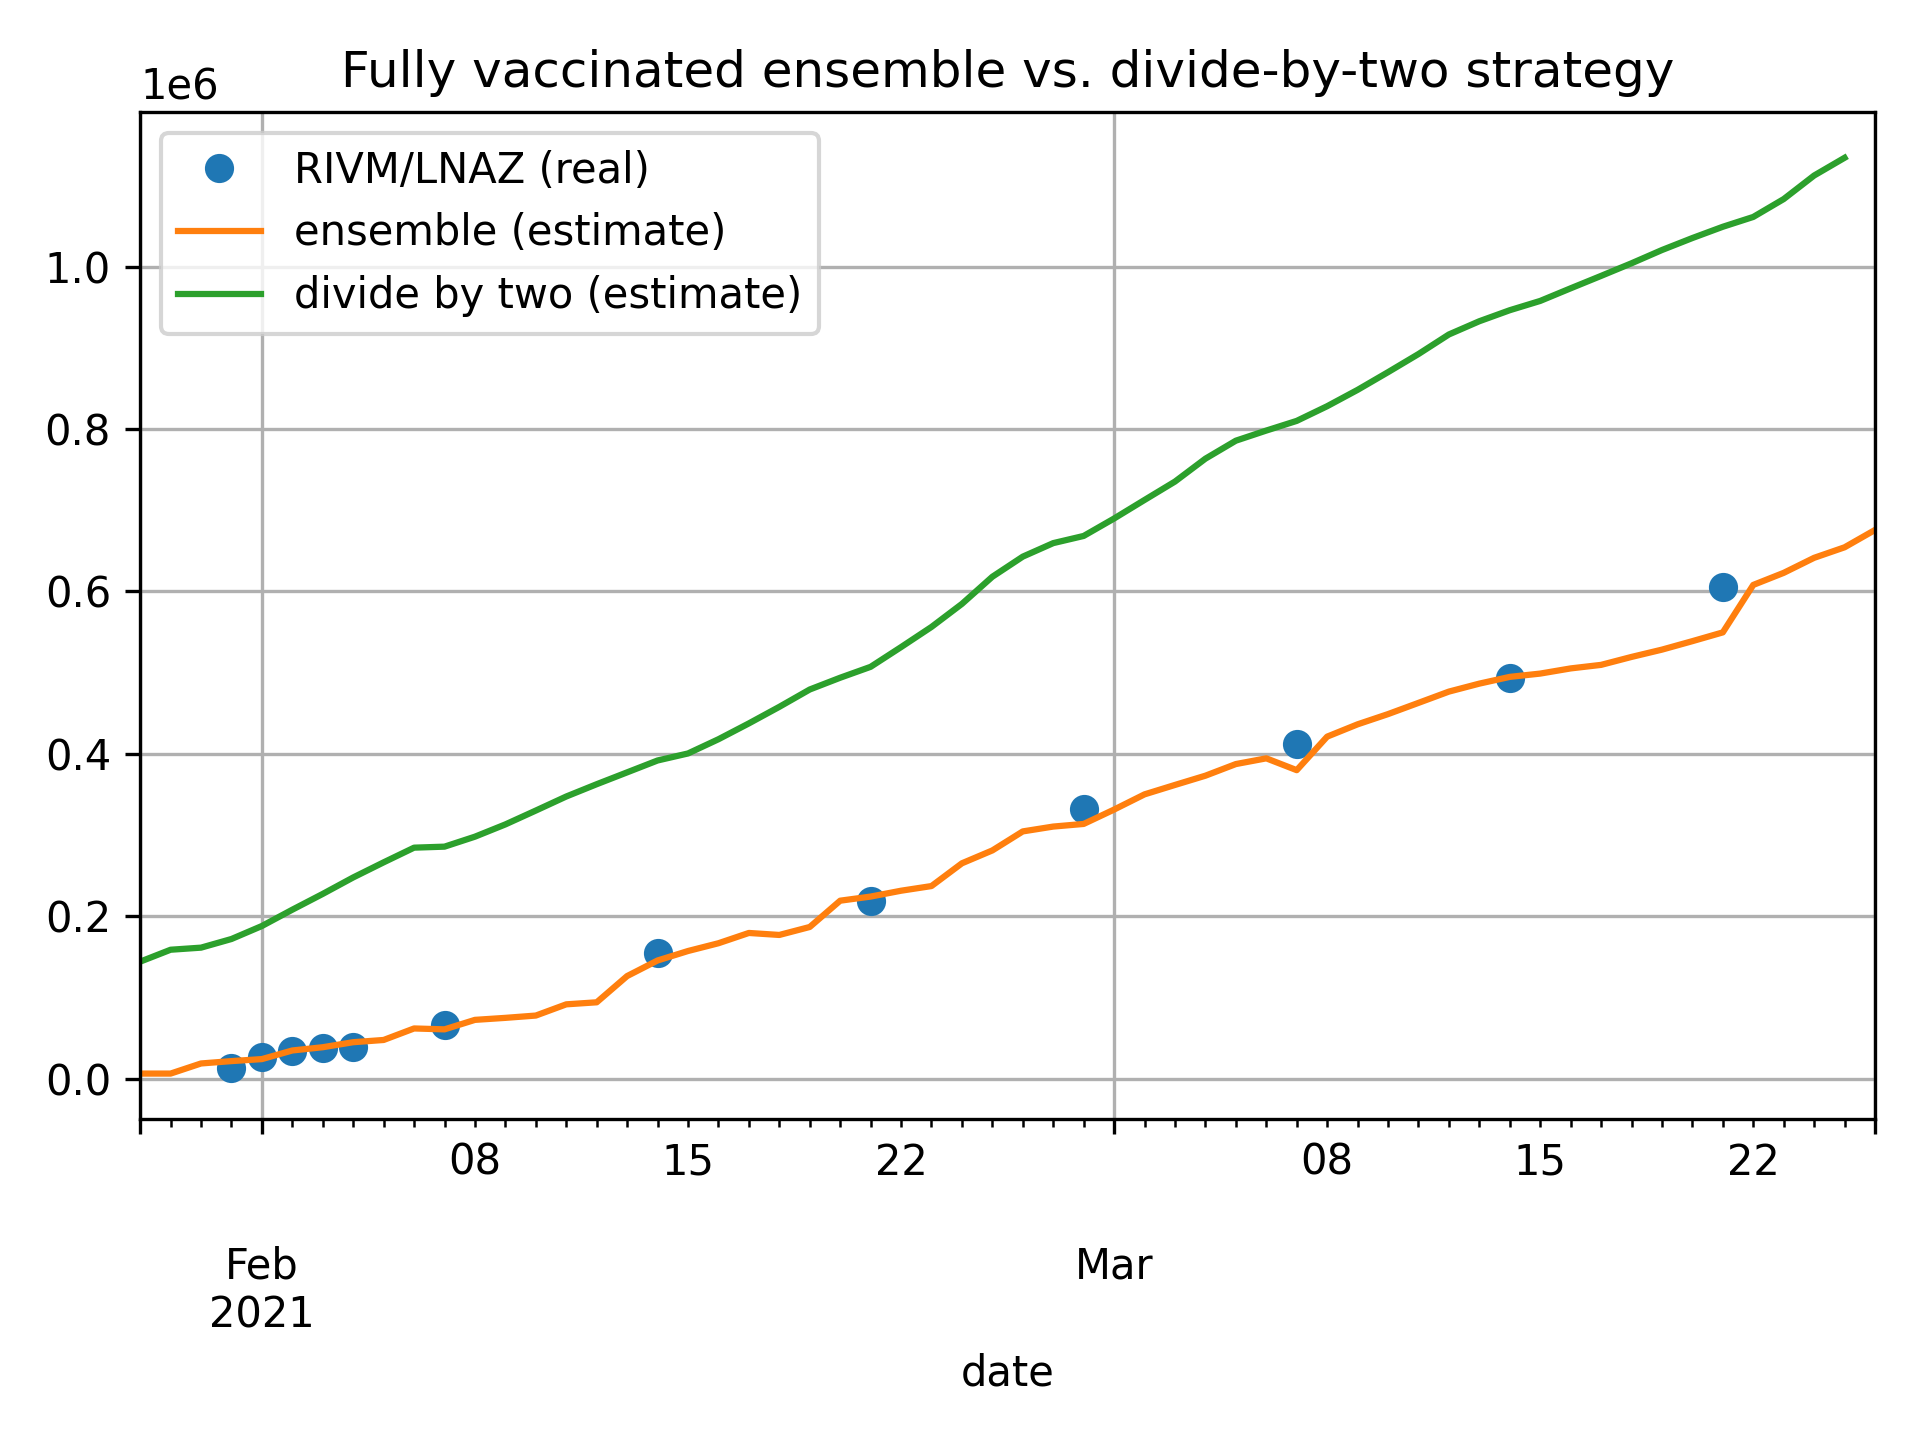 Fully vaccinated ensemble vs. divide-by-two strategy
1e6
RIVM/LNAZ (real)
ensemble (estimate)
divide by two (estimate)
1.0
0.8
0.6
0.4
0.2
0.0
08 15 22 08 15 22
Feb Mar
2021
date